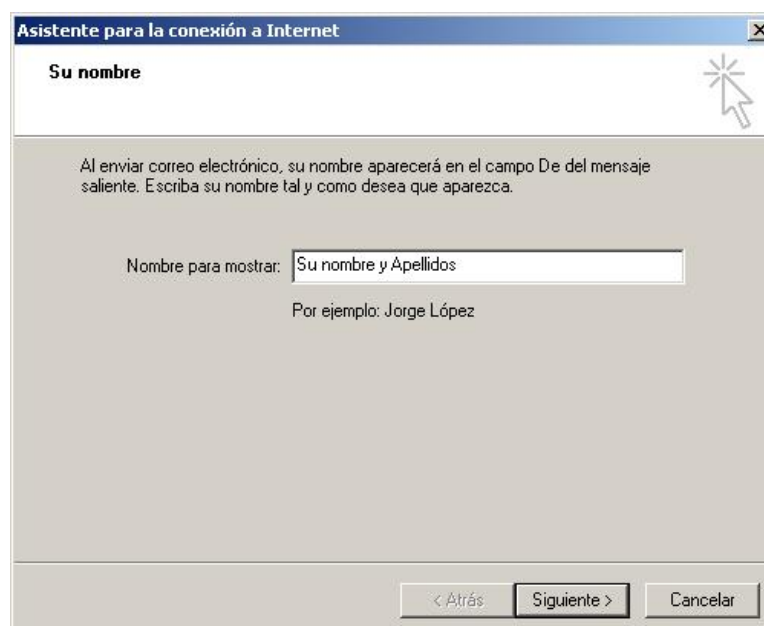 Asistente para la conexión a Internet
Su nombre
Al enviar correo electrónico, su nombre aparecerá en el campo De del mensaje
saliente. Escriba su nombre tal y como desea que aparezca.
Nombre para mostrar: Su nombre y Apellidos
Por ejemplo: Jorge López
< Atrás Siguiente > Cancelar